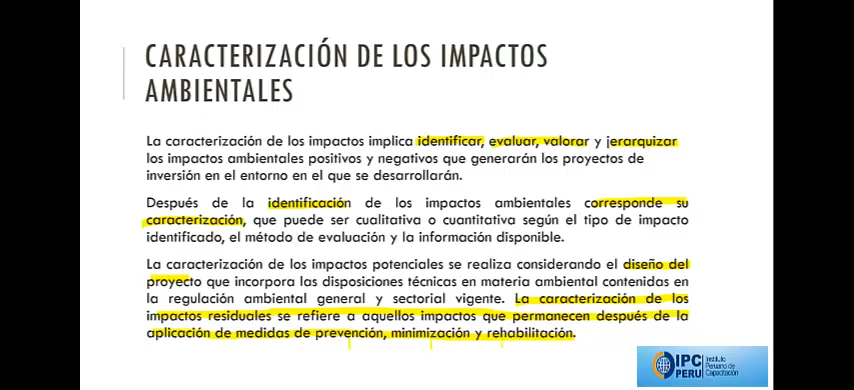 CARACTERIZACIÓN DE LOS IMPACTOS
AMBIENTALES
La caracterización de los impactos implica identificar, evaluar, valorar y jerarquizar
los impactos ambientales positivos y negativos que generarán los proyectos de
inversión en el entorno en el que se desarrollarán.
Después de la identificación de los impactos ambientales corresponde su
caracterización, que puede ser cualitativa o cuantitativa según el tipo de impacto
identificado, el método de evaluación y la información disponible.
La caracterización de los impactos potenciales se realiza considerando el diseño del
proyecto que incorpora las disposiciones técnicas en materia ambiental contenidas en
la regulación ambiental general y sectorial vigente. La caracterización de los
impactos residuales se refiere a aquellos impactos que permanecen después de la
aplicación de medidas de prevención, minimización y rehabilitación.
IPC
PERU
Instituto
Peruano de
Capacitación